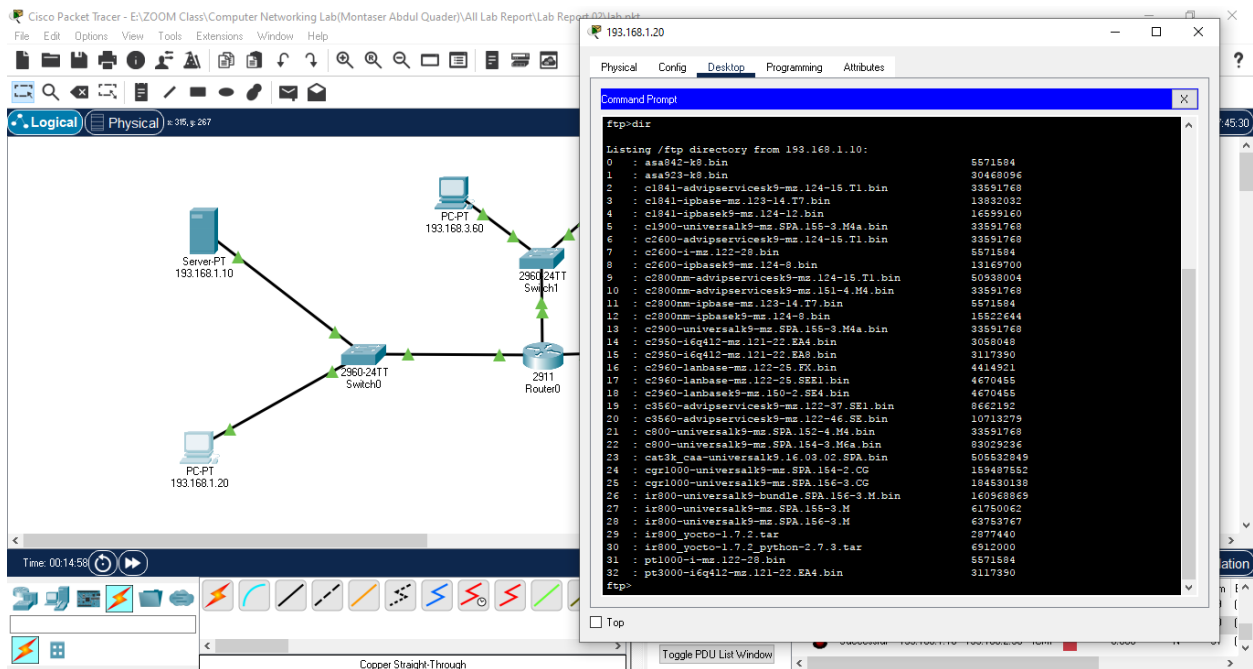 Cisco Packet Tracer - E:\ZOOM Class\Computer Networking Lab(Montaser Abdul Quader)\All Lab Report\Lab Report 02\lab.pkt
File Edit Options View Tools Extensions Window Help
Logical Physical x: 315, y: 267
:45:30
PC-PT
193.168.3.60
Server-PT
193.168.1.10
2960-24TT
Switch1
2960-24TT
Switch0
2911
Router0
PC-PT
193.168.1.20
Time: 00:14:58
Copper Straight-Through
193.168.1.20
Physical Config Desktop Programming Attributes
Command Prompt X
ftp>dir
Listing /ftp directory from 193.168.1.10:
0 : asa842-k8.bin 5571584
1 : asa923-k8.bin 30468096
2 : c1841-advipservicesk9-mz.124-15.T1.bin 33591768
3 : c1841-ipbase-mz.123-14.T7.bin 13832032
4 : c1841-ipbasek9-mz.124-12.bin 16599160
5 : c1900-universalk9-mz.SPA.155-3.M4a.bin 33591768
6 : c2600-advipservicesk9-mz.124-15.T1.bin 33591768
7 : c2600-i-mz.122-28.bin 5571584
8 : c2600-ipbasek9-mz.124-8.bin 13169700
9 : c2800nm-advipservicesk9-mz.124-15.T1.bin 50938004
10 : c2800nm-advipservicesk9-mz.151-4.M4.bin 33591768
11 : c2800nm-ipbase-mz.123-14.T7.bin 5571584
12 : c2800nm-ipbasek9-mz.124-8.bin 15522644
13 : c2900-universalk9-mz.SPA.155-3.M4a.bin 33591768
14 : c2950-i6q4l2-mz.121-22.EA4.bin 3058048
15 : c2950-i6q4l2-mz.121-22.EA8.bin 3117390
16 : c2960-lanbase-mz.122-25.FX.bin 4414921
17 : c2960-lanbase-mz.122-25.SEE1.bin 4670455
18 : c2960-lanbasek9-mz.150-2.SE4.bin 4670455
19 : c3560-advipservicesk9-mz.122-37.SE1.bin 8662192
20 : c3560-advipservicesk9-mz.122-46.SE.bin 10713279
21 : c800-universalk9-mz.SPA.152-4.M4.bin 33591768
22 : c800-universalk9-mz.SPA.154-3.M6a.bin 83029236
23 : cat3k_caa-universalk9.16.03.02.SPA.bin 505532849
24 : cgr1000-universalk9-mz.SPA.154-2.CG 159487552
25 : cgr1000-universalk9-mz.SPA.156-3.CG 184530138
26 : ir800-universalk9-bundle.SPA.156-3.M.bin 160968869
27 : ir800-universalk9-mz.SPA.155-3.M 61750062
28 : ir800-universalk9-mz.SPA.156-3.M 63753767
29 : ir800_yocto-1.7.2.tar 2877440
30 : ir800_yocto-1.7.2_python-2.7.3.tar 6912000
31 : pt1000-i-mz.122-28.bin 5571584
32 : pt3000-i6q4l2-mz.121-22.EA4.bin 3117390
ftp>
Top
Toggle PDU List Window